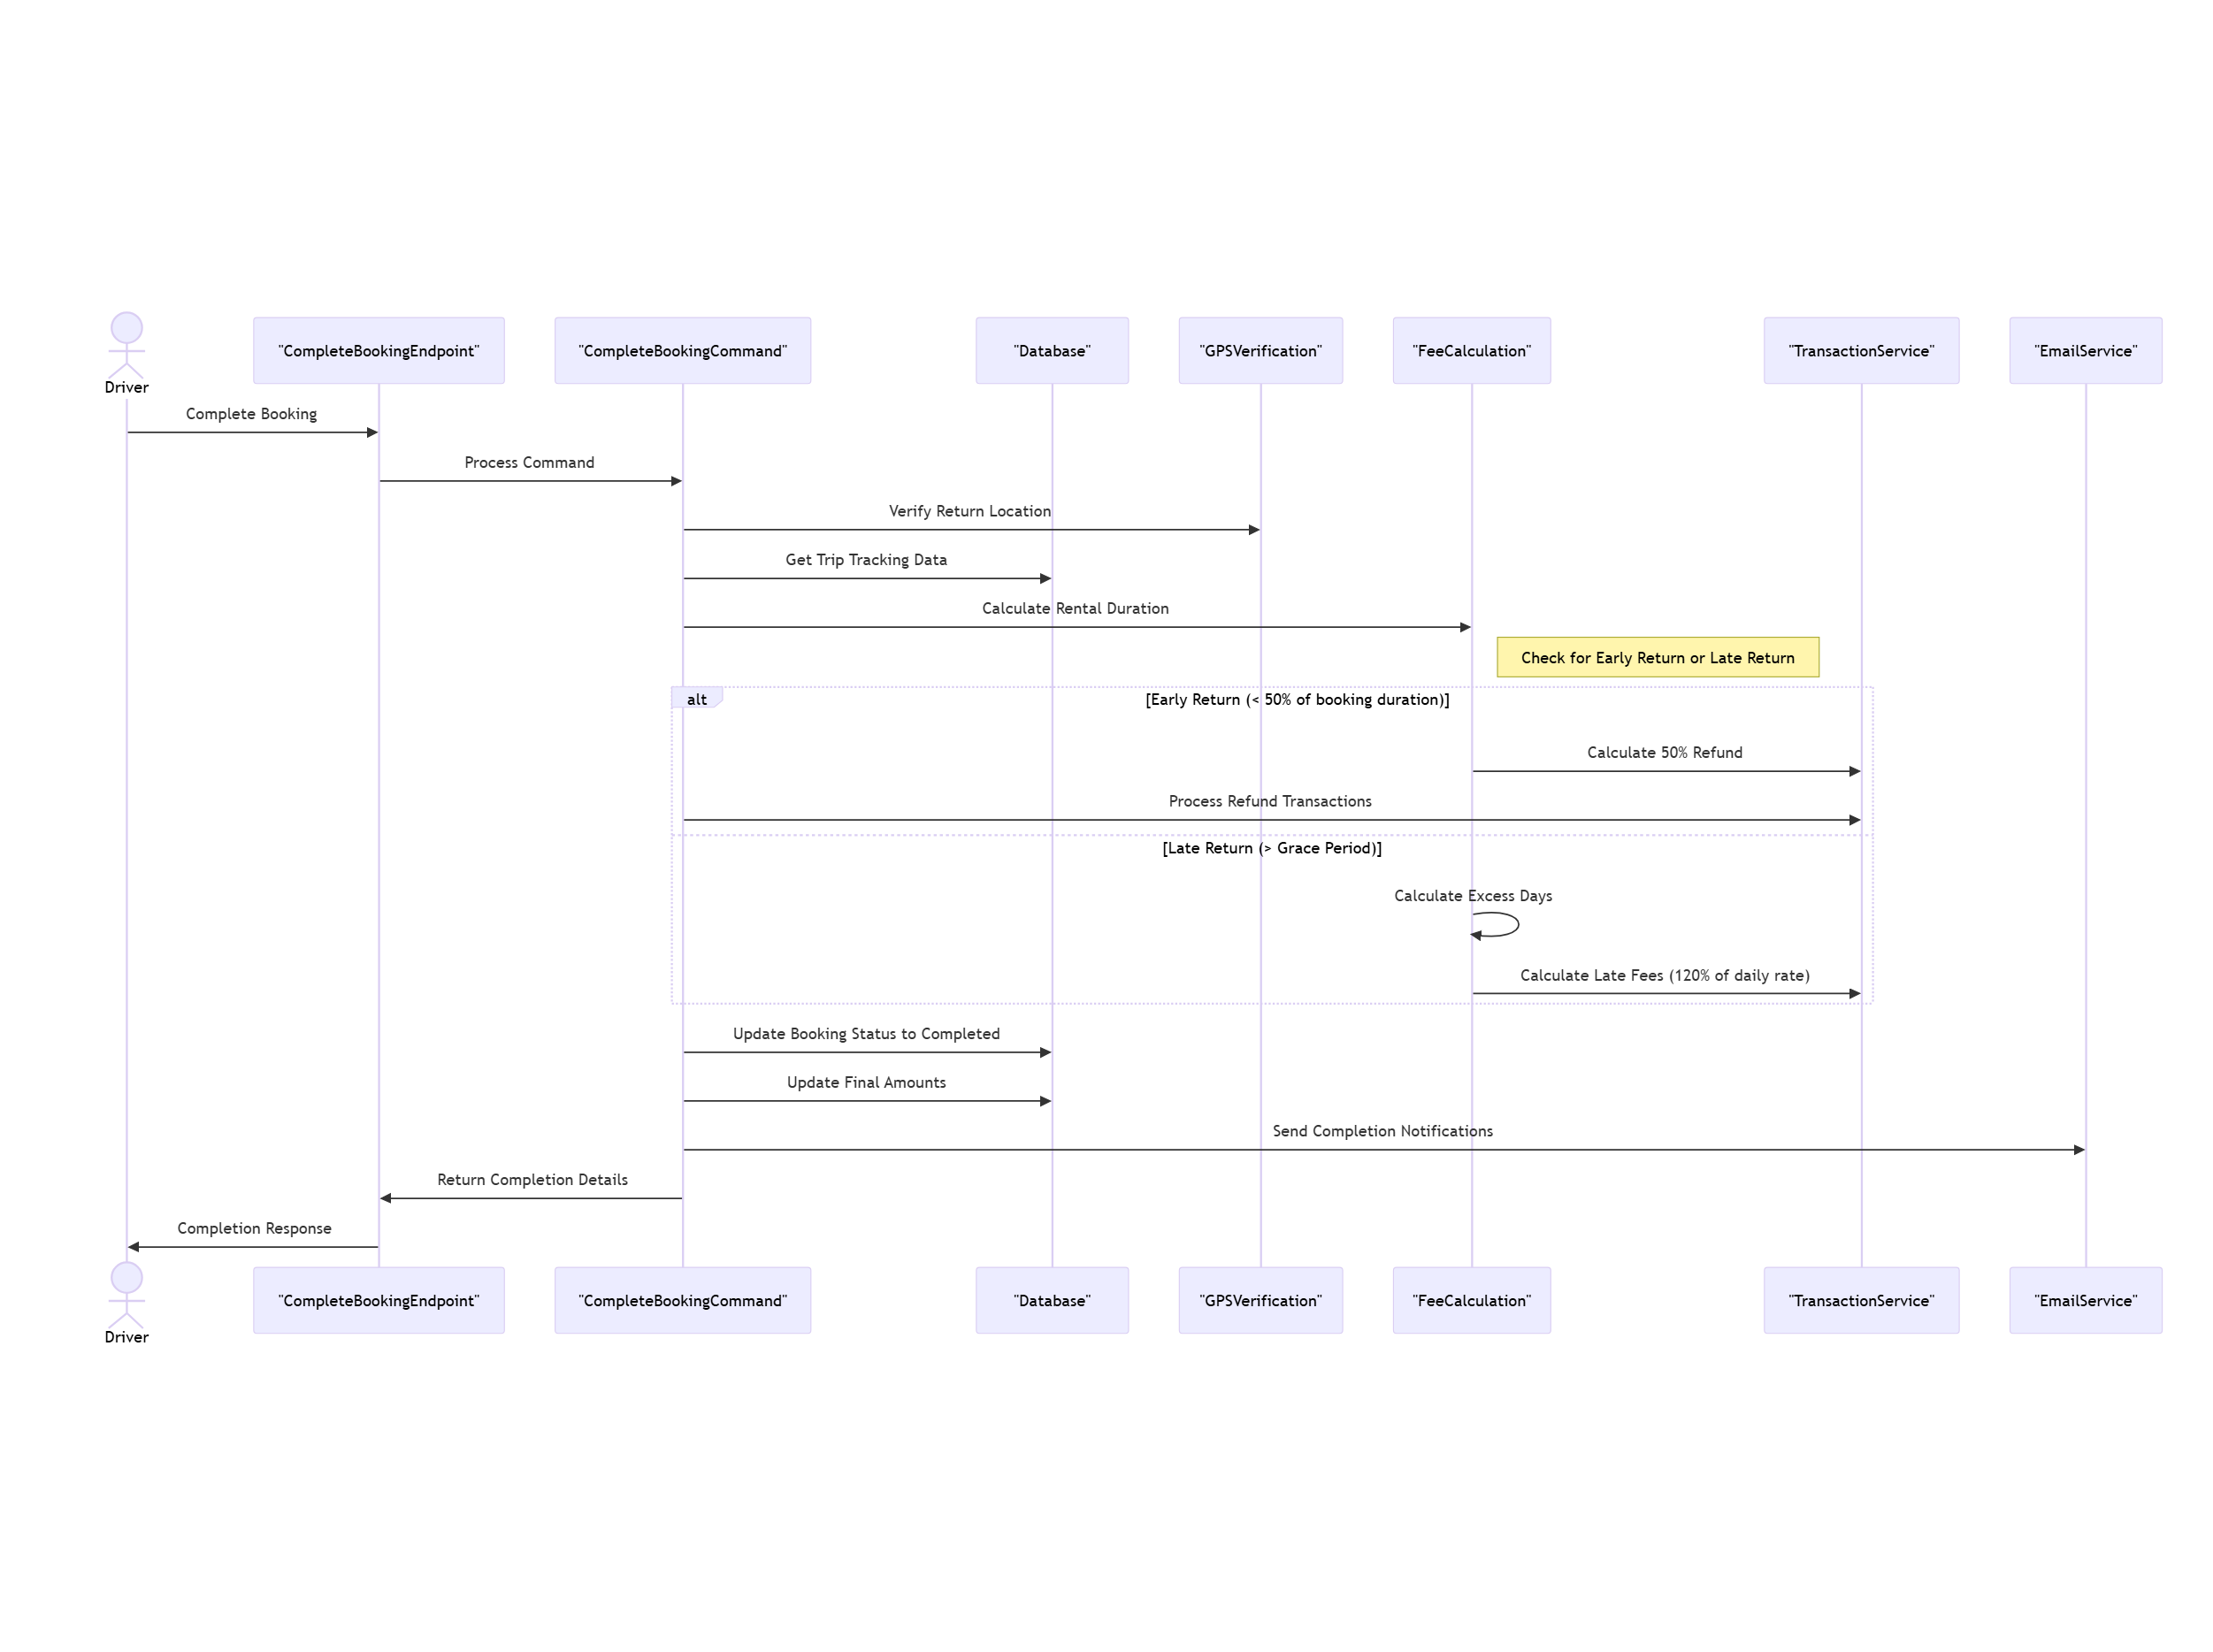 Driver
"CompleteBookingEndpoint"
"CompleteBookingCommand"
"Database"
"GPSVerification"
"FeeCalculation"
"TransactionService"
"EmailService"
Complete Booking
Process Command
Verify Return Location
Get Trip Tracking Data
Calculate Rental Duration
Check for Early Return or Late Return
alt
[Early Return (< 50% of booking duration)]
Calculate 50% Refund
Process Refund Transactions
[Late Return (> Grace Period)]
Calculate Excess Days
Calculate Late Fees (120% of daily rate)
Update Booking Status to Completed
Update Final Amounts
Send Completion Notifications
Return Completion Details
Completion Response
Driver
"CompleteBookingEndpoint"
"CompleteBookingCommand"
"Database"
"GPSVerification"
"FeeCalculation"
"TransactionService"
"EmailService"